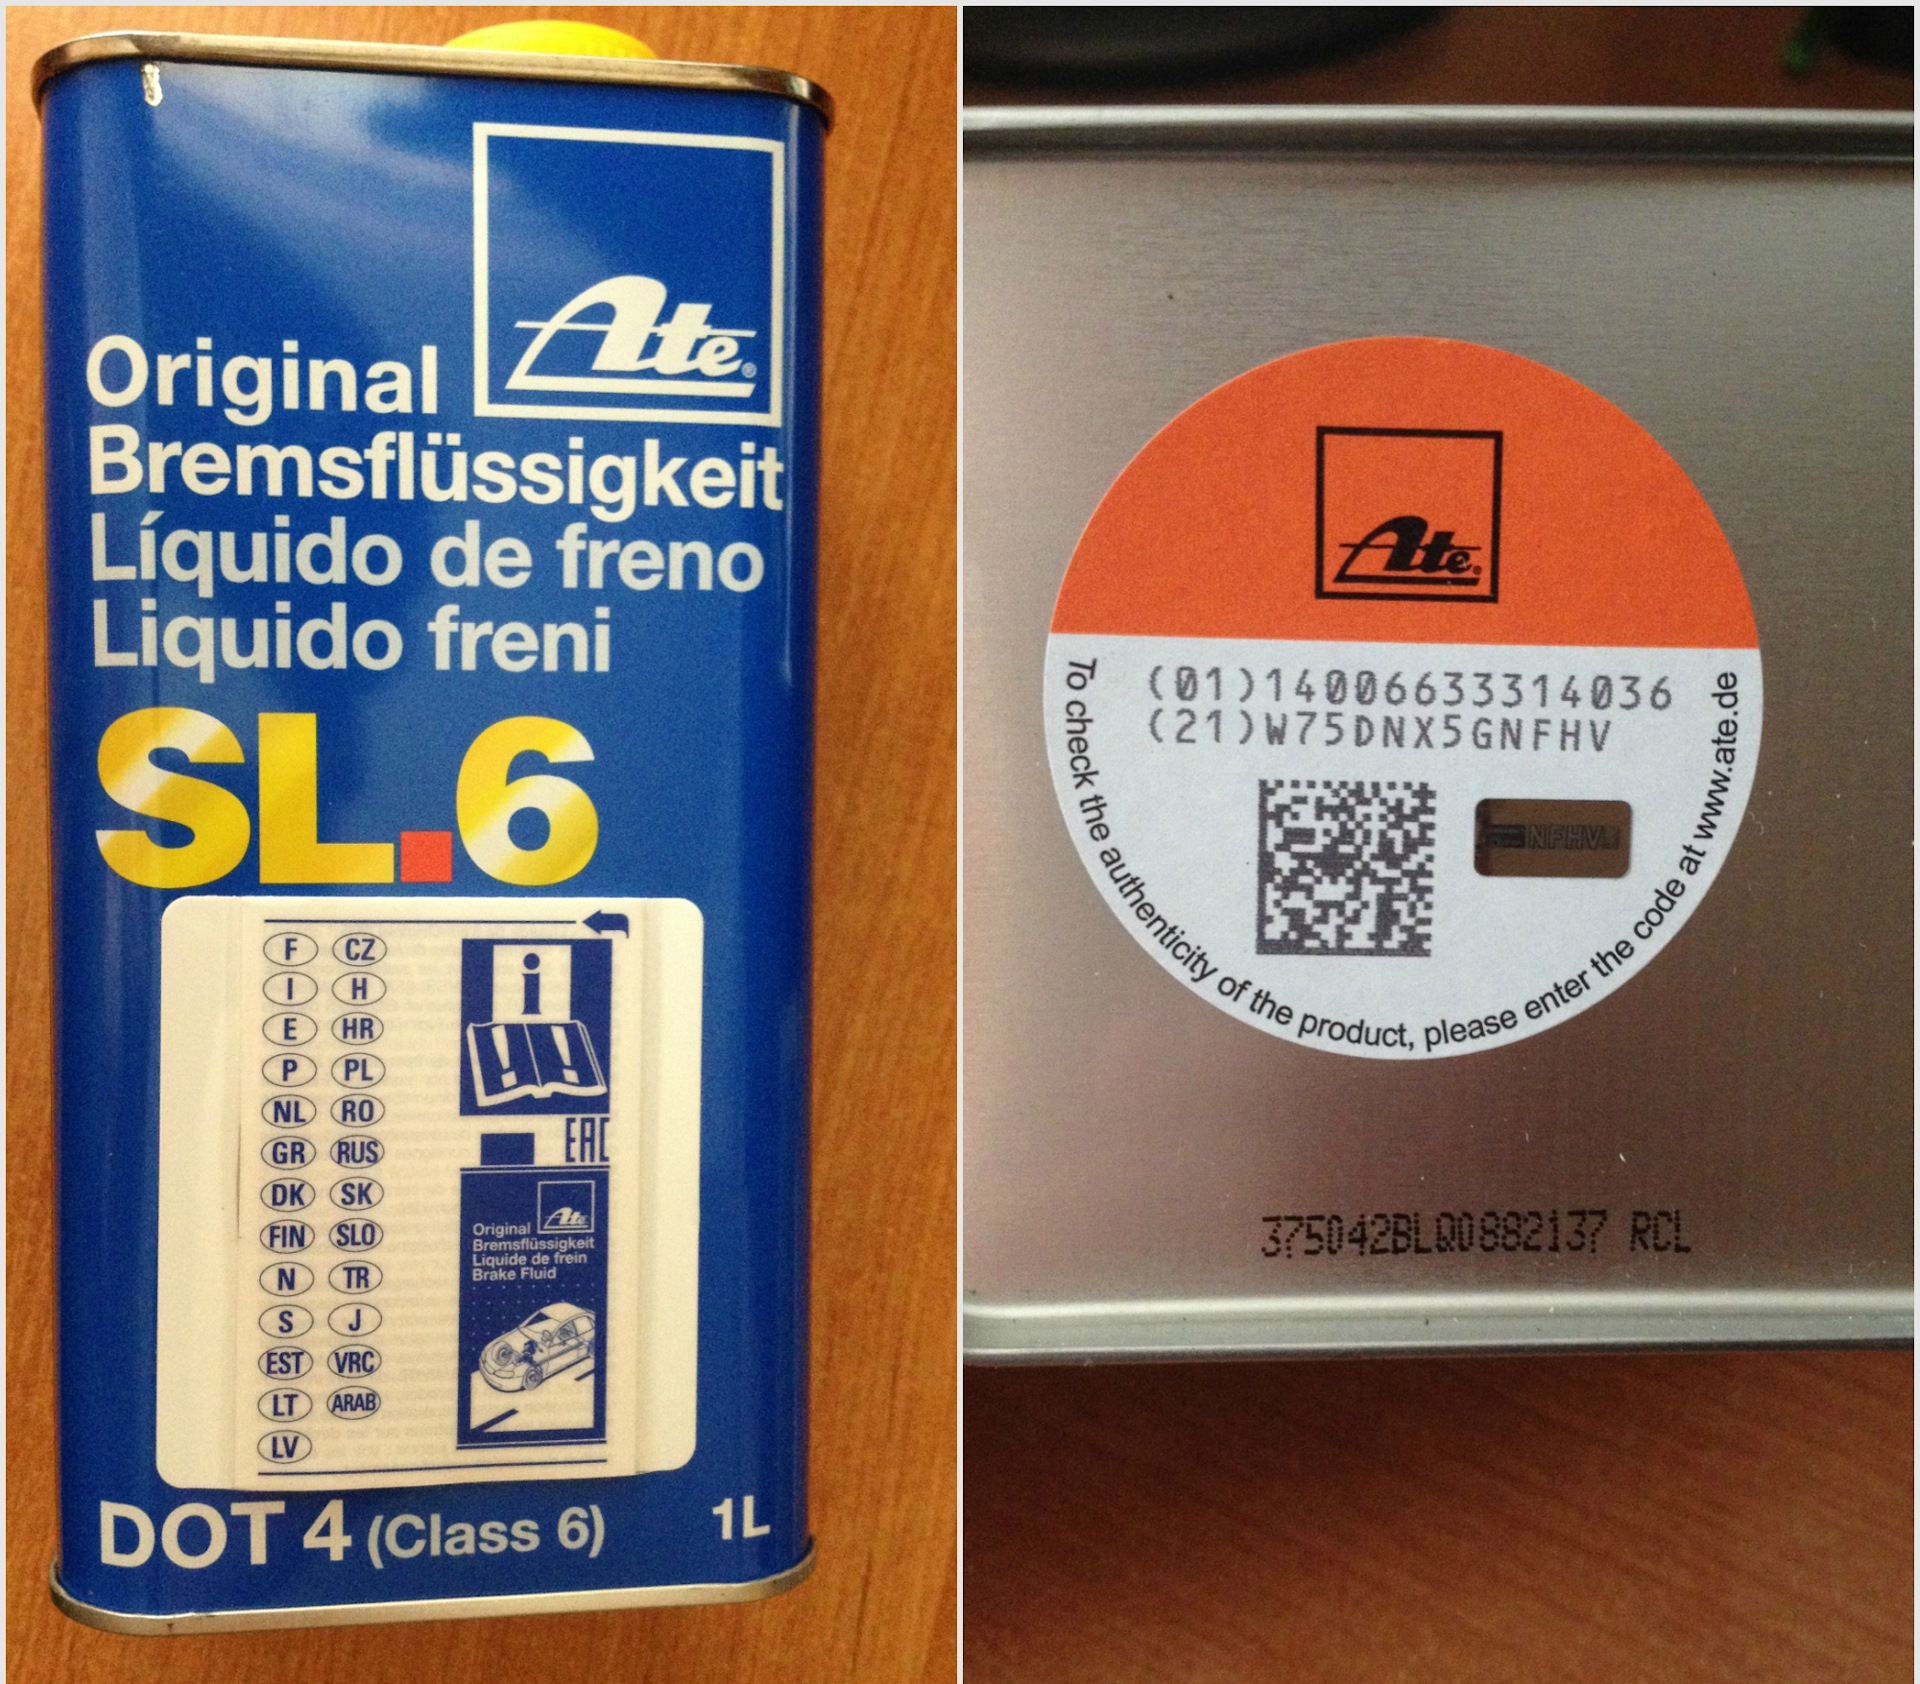 Ate®
Original
Bremsflüssigkeit
Líquido de freno
Liquido freni
SL.6
F CZ
I H
E HR
P PL
NL RO
GR RUS
DK SK
FIN SLO
N TR
S J
EST VRC
LT ARAB
LV
i
! !
EAC
Ate
Original
Bremsflüssigkeit
Liquide de frein
Brake Fluid
DOT 4 (Class 6) 1L
Ate®
(01)14006633314036
(21)W75DNX5GNFHV
NFHV
To check the authenticity of the product, please enter the code at www.ate.de
375042BLQ0882137 RCL